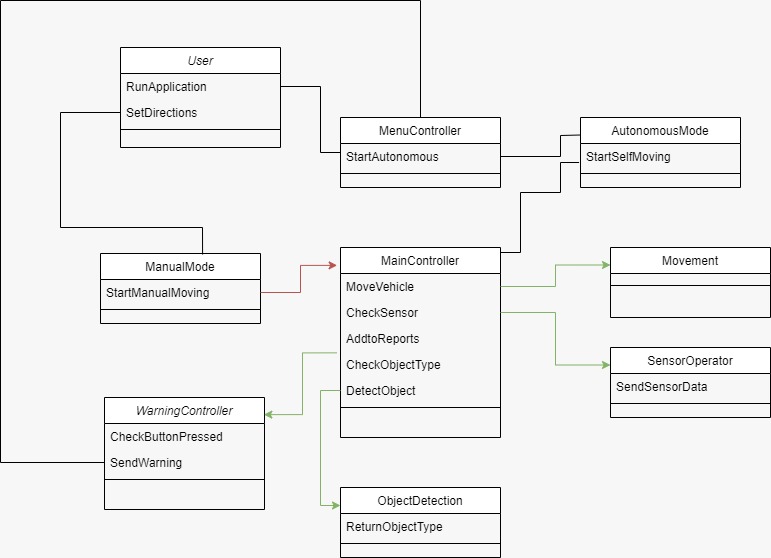 User
RunApplication
SetDirections
MenuController
StartAutonomous
AutonomousMode
StartSelfMoving
ManualMode
StartManualMoving
MainController
MoveVehicle
CheckSensor
AddtoReports
CheckObjectType
DetectObject
Movement
SensorOperator
SendSensorData
WarningController
CheckButtonPressed
SendWarning
ObjectDetection
ReturnObjectType